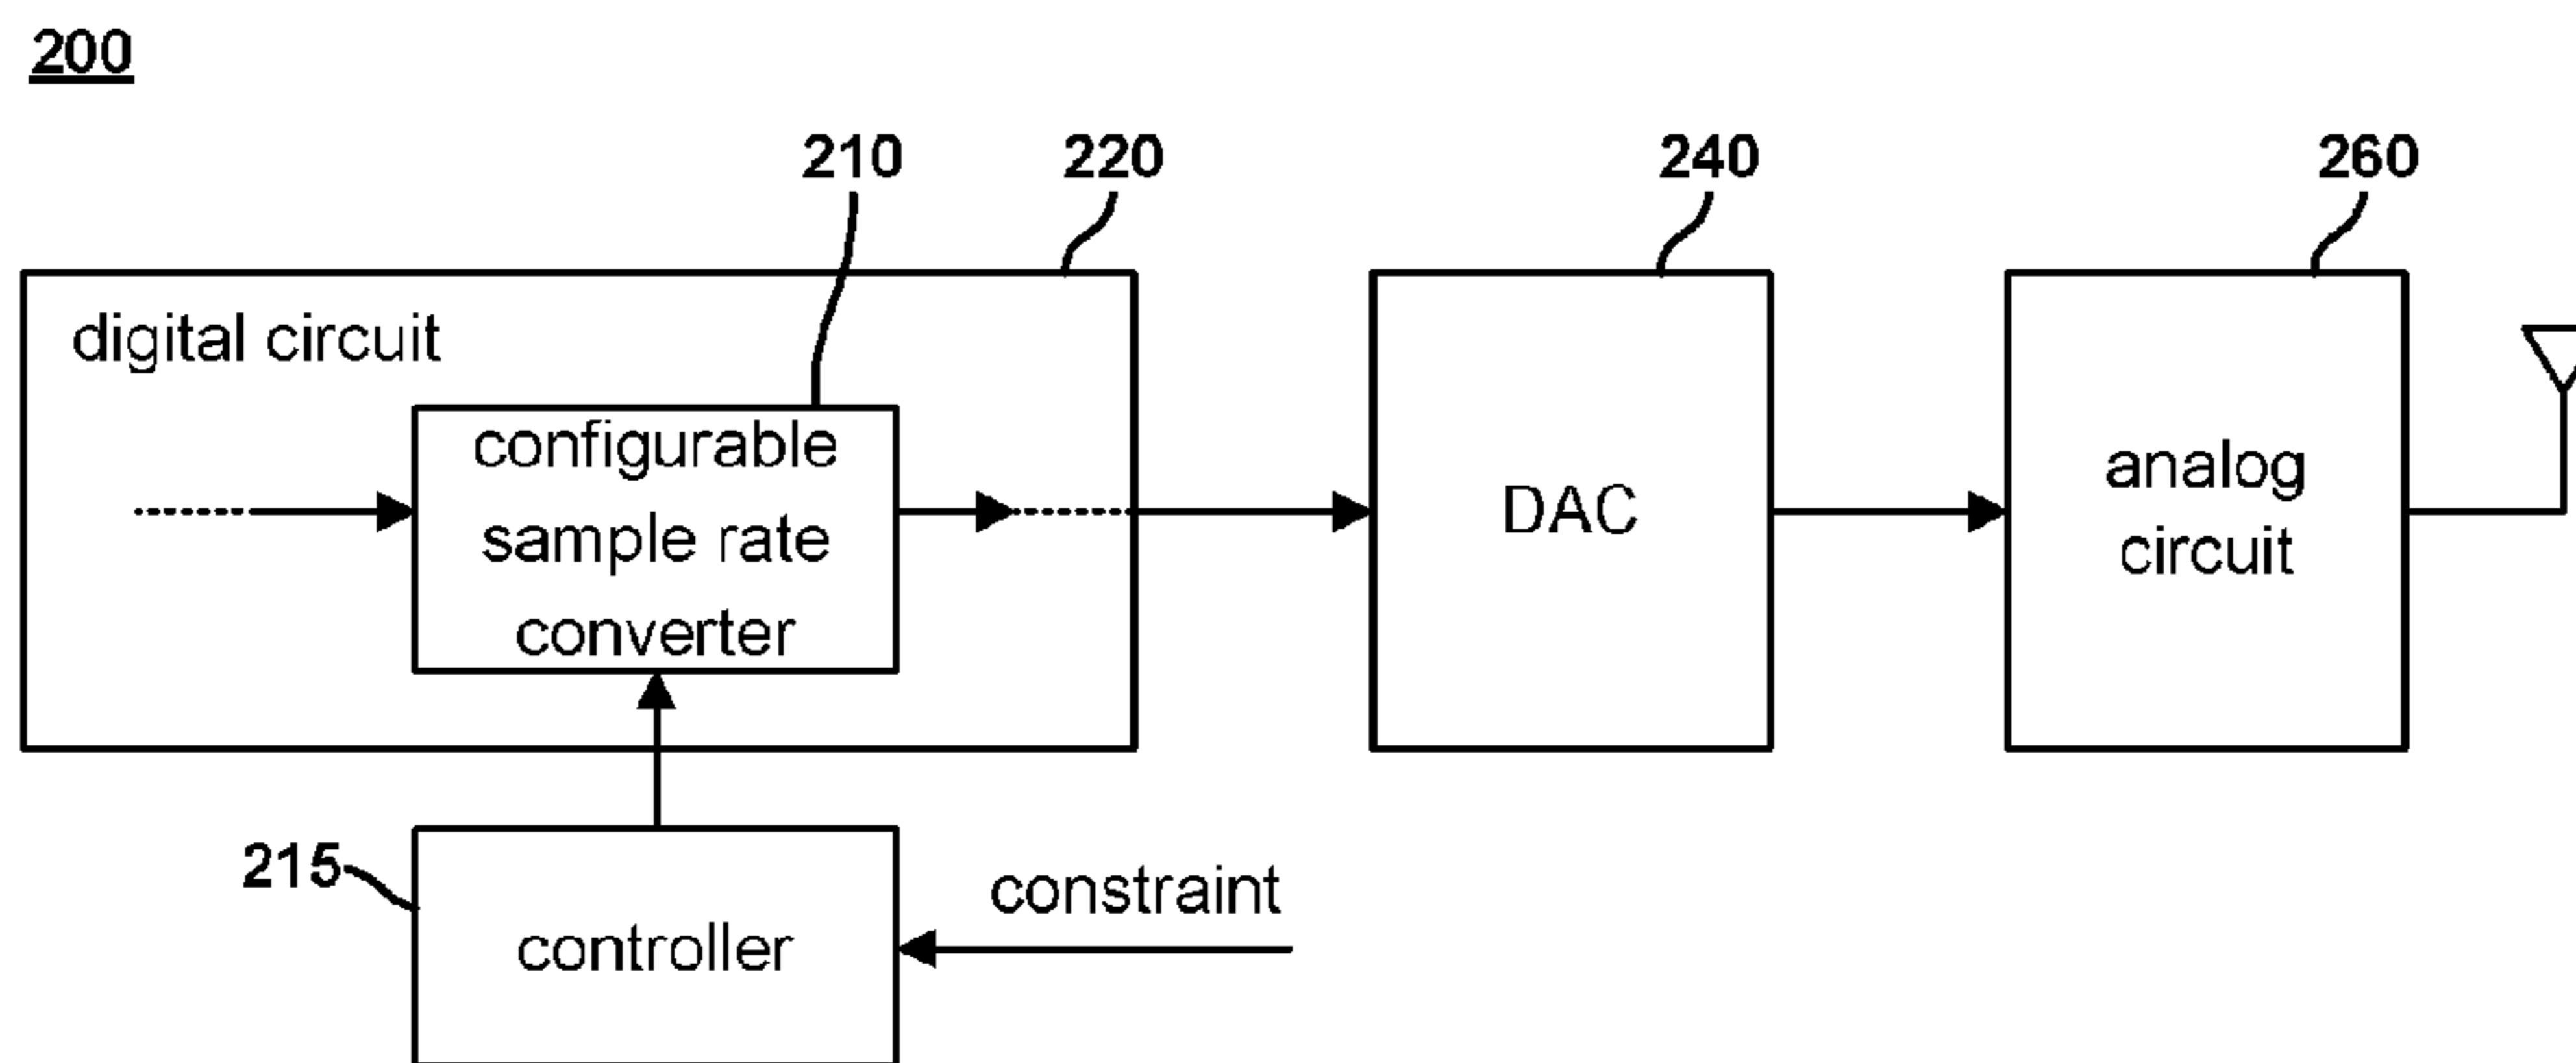 200
210
220
240
260
digital circuit
configurable
sample rate
converter
DAC
analog
circuit
215
constraint
controller